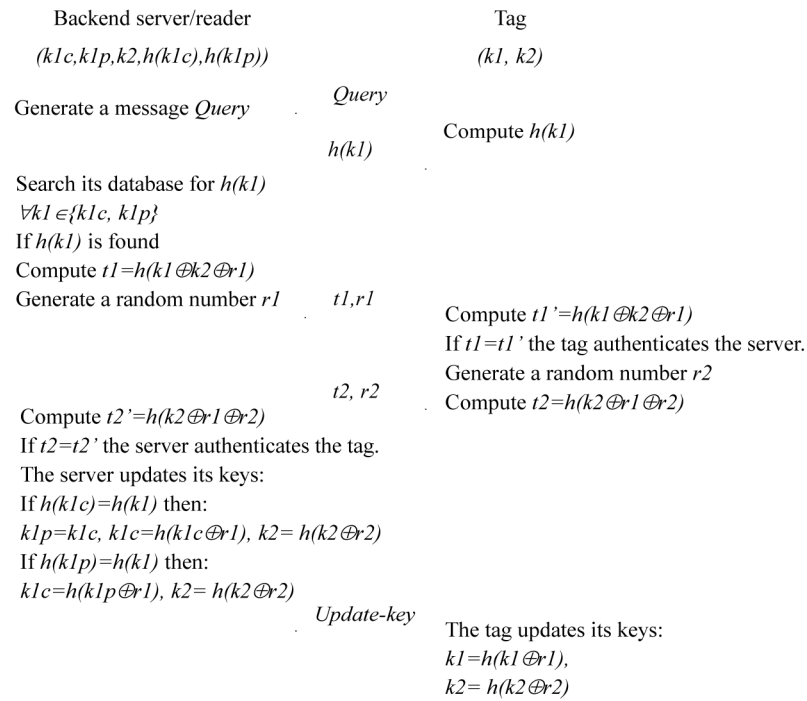 Backend server/reader
Tag
(k1c,k1p,k2,h(k1c),h(k1p))
(k1, k2)
Generate a message Query
Query
Compute h(k1)
h(k1)
Search its database for h(k1)
∀k1∈{k1c, k1p}
If h(k1) is found
Compute t1=h(k1⊕k2⊕r1)
Generate a random number r1
t1,r1
Compute t1’=h(k1⊕k2⊕r1)
If t1=t1’ the tag authenticates the server.
Generate a random number r2
t2, r2
Compute t2=h(k2⊕r1⊕r2)
Compute t2’=h(k2⊕r1⊕r2)
If t2=t2’ the server authenticates the tag.
The server updates its keys:
If h(k1c)=h(k1) then:
k1p=k1c, k1c=h(k1c⊕r1), k2= h(k2⊕r2)
If h(k1p)=h(k1) then:
k1c=h(k1p⊕r1), k2= h(k2⊕r2)
Update-key
The tag updates its keys:
k1=h(k1⊕r1),
k2= h(k2⊕r2)